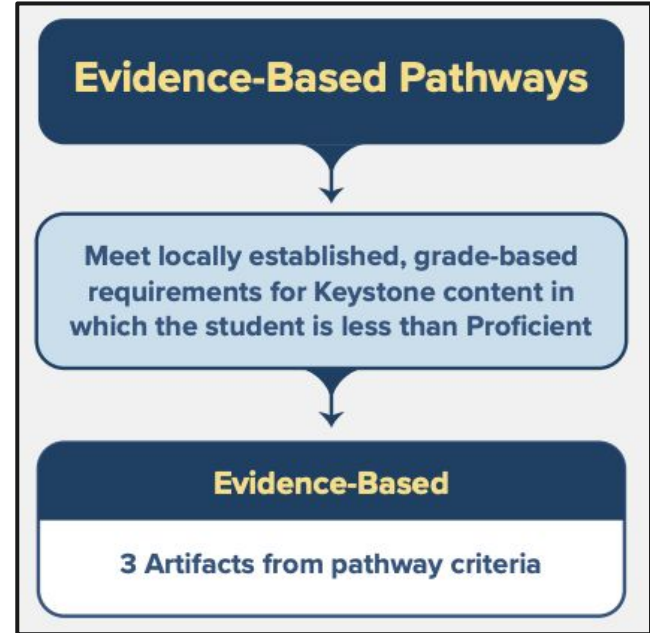 Evidence-Based Pathways
Meet locally established, grade-based
requirements for Keystone content in
which the student is less than Proficient
Evidence-Based
3 Artifacts from pathway criteria